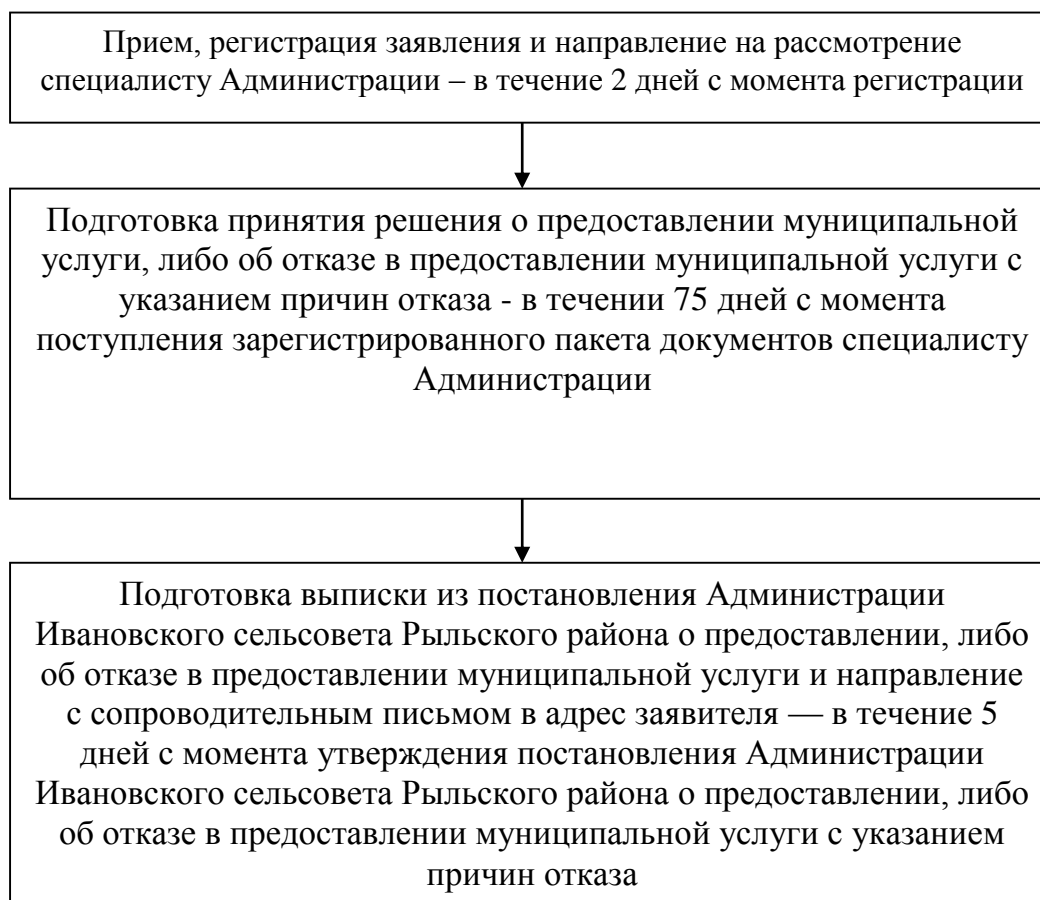 Прием, регистрация заявления и направление на рассмотрение
специалисту Администрации – в течение 2 дней с момента регистрации
Подготовка принятия решения о предоставлении муниципальной
услуги, либо об отказе в предоставлении муниципальной услуги с
указанием причин отказа - в течении 75 дней с момента
поступления зарегистрированного пакета документов специалисту
Администрации
Подготовка выписки из постановления Администрации
Ивановского сельсовета Рыльского района о предоставлении, либо
об отказе в предоставлении муниципальной услуги и направление
с сопроводительным письмом в адрес заявителя — в течение 5
дней с момента утверждения постановления Администрации
Ивановского сельсовета Рыльского района о предоставлении, либо
об отказе в предоставлении муниципальной услуги с указанием
причин отказа